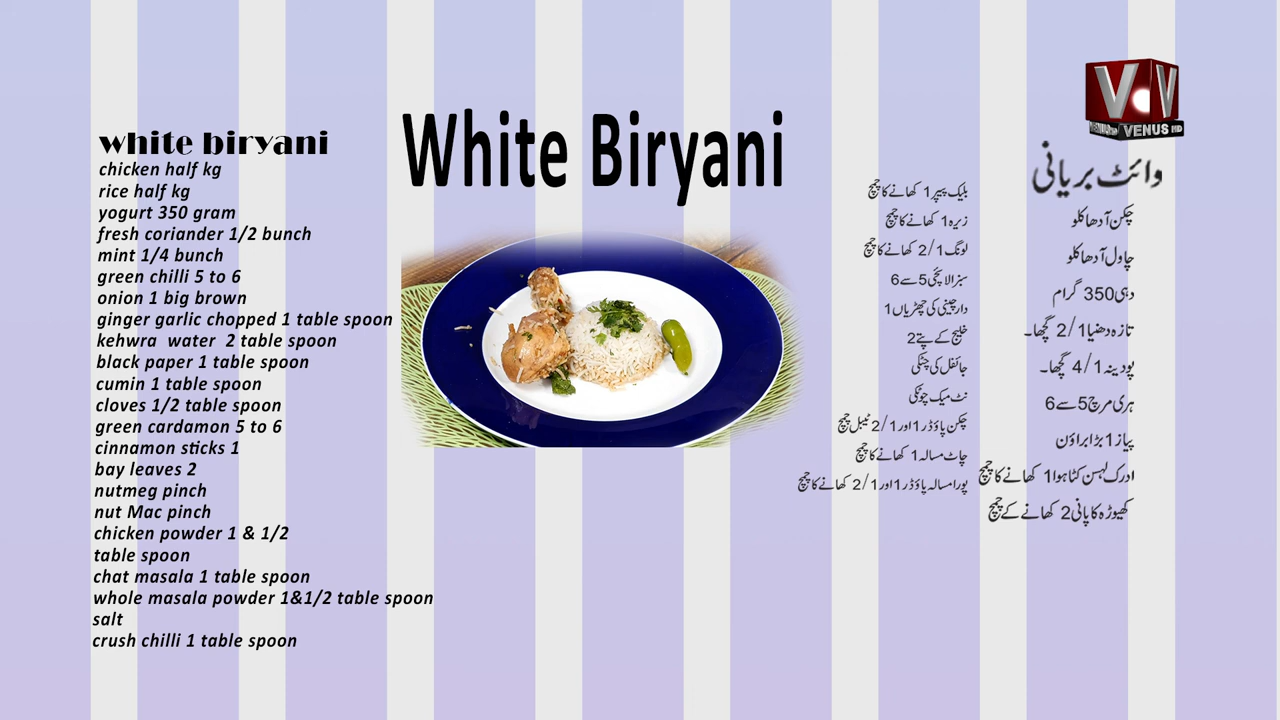 White Biryani
white biryani
chicken half kg
rice half kg
yogurt 350 gram
fresh coriander 1/2 bunch
mint 1/4 bunch
green chilli 5 to 6
onion 1 big brown
ginger garlic chopped 1 table spoon
kehwra water 2 table spoon
black paper 1 table spoon
cumin 1 table spoon
cloves 1/2 table spoon
green cardamon 5 to 6
cinnamon sticks 1
bay leaves 2
nutmeg pinch
nut Mac pinch
chicken powder 1 & 1/2
table spoon
chat masala 1 table spoon
whole masala powder 1&1/2 table spoon
salt
crush chilli 1 table spoon
VENUS HD
وائٹ بریانی
چکن آدھا کلو
چاول آدھا کلو
دہی 350 گرام
تازہ دھنیا 1/2 گچھا۔
پودینہ 1/4 گچھا۔
ہری مرچ 5 سے 6
پیاز 1 بڑا براؤن
ادرک لہسن کٹا ہوا 1 کھانے کا چمچ
کھیوڑہ کا پانی 2 کھانے کے چمچ
بلیک پیپر 1 کھانے کا چمچ
زیرہ 1 کھانے کا چمچ
لونگ 1/2 کھانے کا چمچ
سبز الائچی 5 سے 6
دار چینی کی چھڑیاں 1
خلیج کے پتے 2
جائفل کی چٹکی
نٹ میک چونکی
چکن پاؤڈر 1 اور 1/2 ٹیبل چمچ
چاٹ مسالہ 1 کھانے کا چمچ
پورا مسالہ پاؤڈر 1 اور 1/2 کھانے کا چمچ